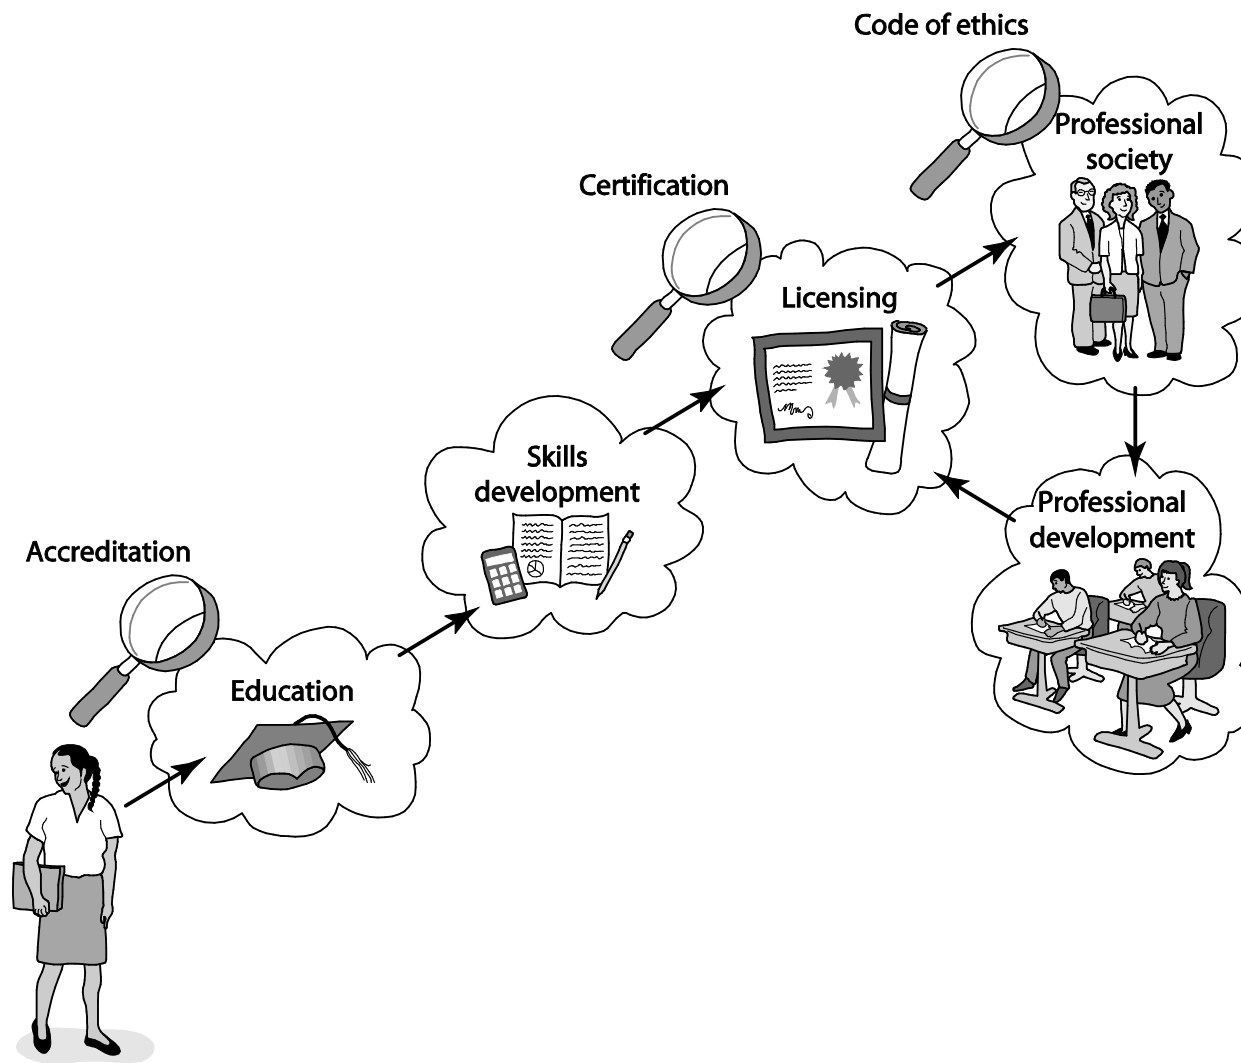 Code of ethics
Professional
society
Certification
Licensing
Skills
development
Professional
development
Accreditation
Education